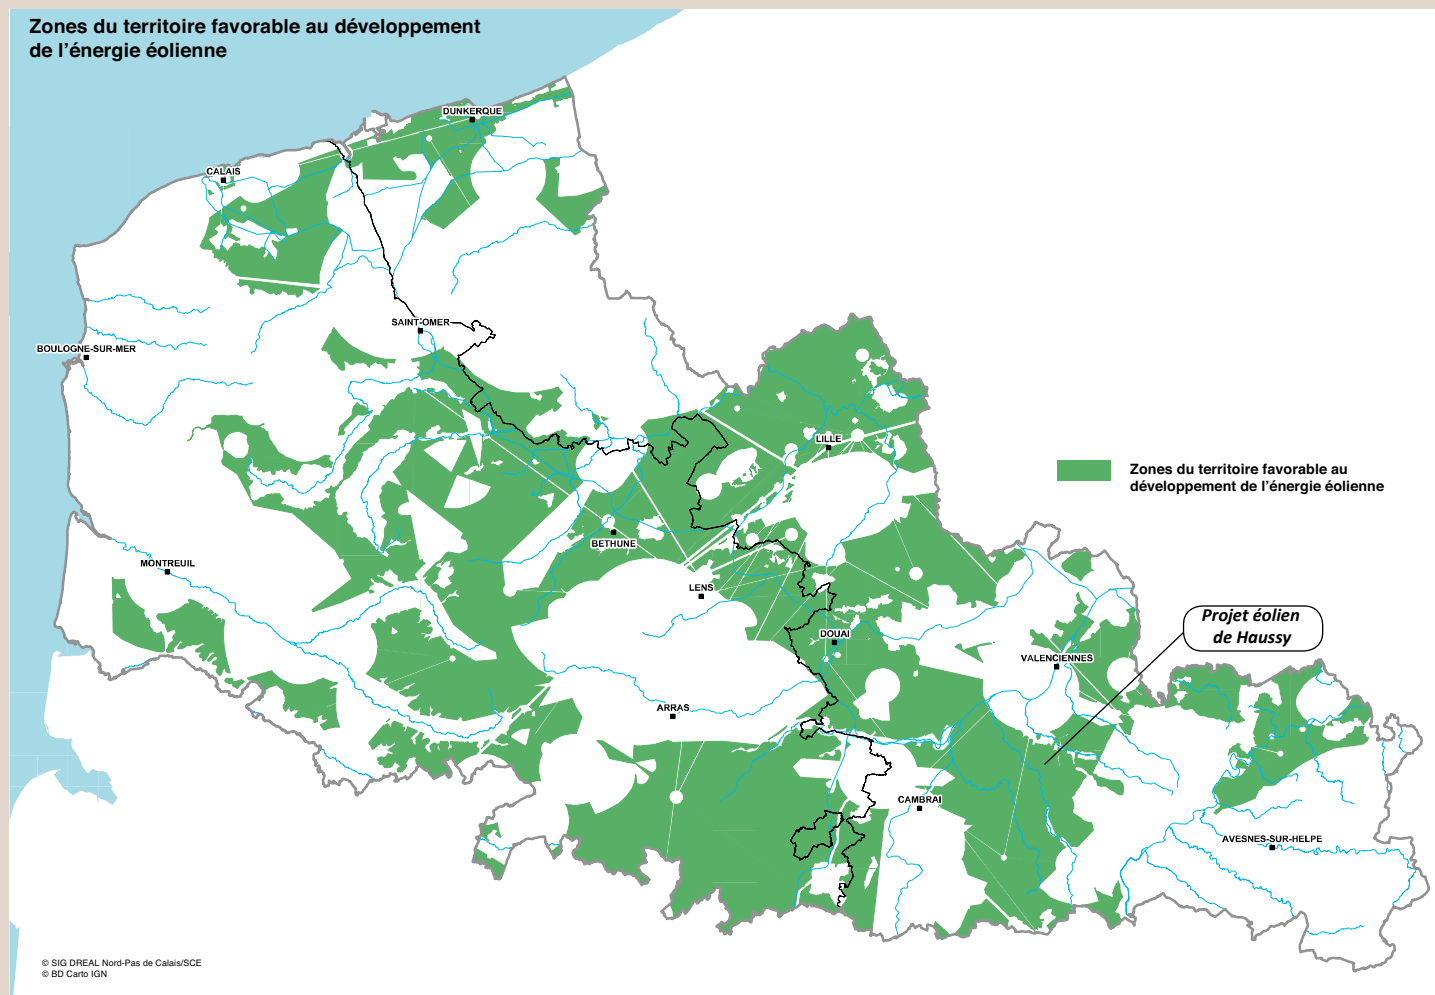 Zones du territoire favorable au développement
de l'énergie éolienne
DUNKERQUE
CALAIS
SAINT-OMER
BOULOGNE-SUR-MER
LILLE
Zones du territoire favorable au
développement de l'énergie éolienne
BETHUNE
MONTREUIL
LENS
Projet éolien
de Haussy
DOUAI
VALENCIENNES
ARRAS
CAMBRAI
AVESNES-SUR-HELPE
© SIG DREAL Nord-Pas de Calais/SCE
© BD Carto IGN